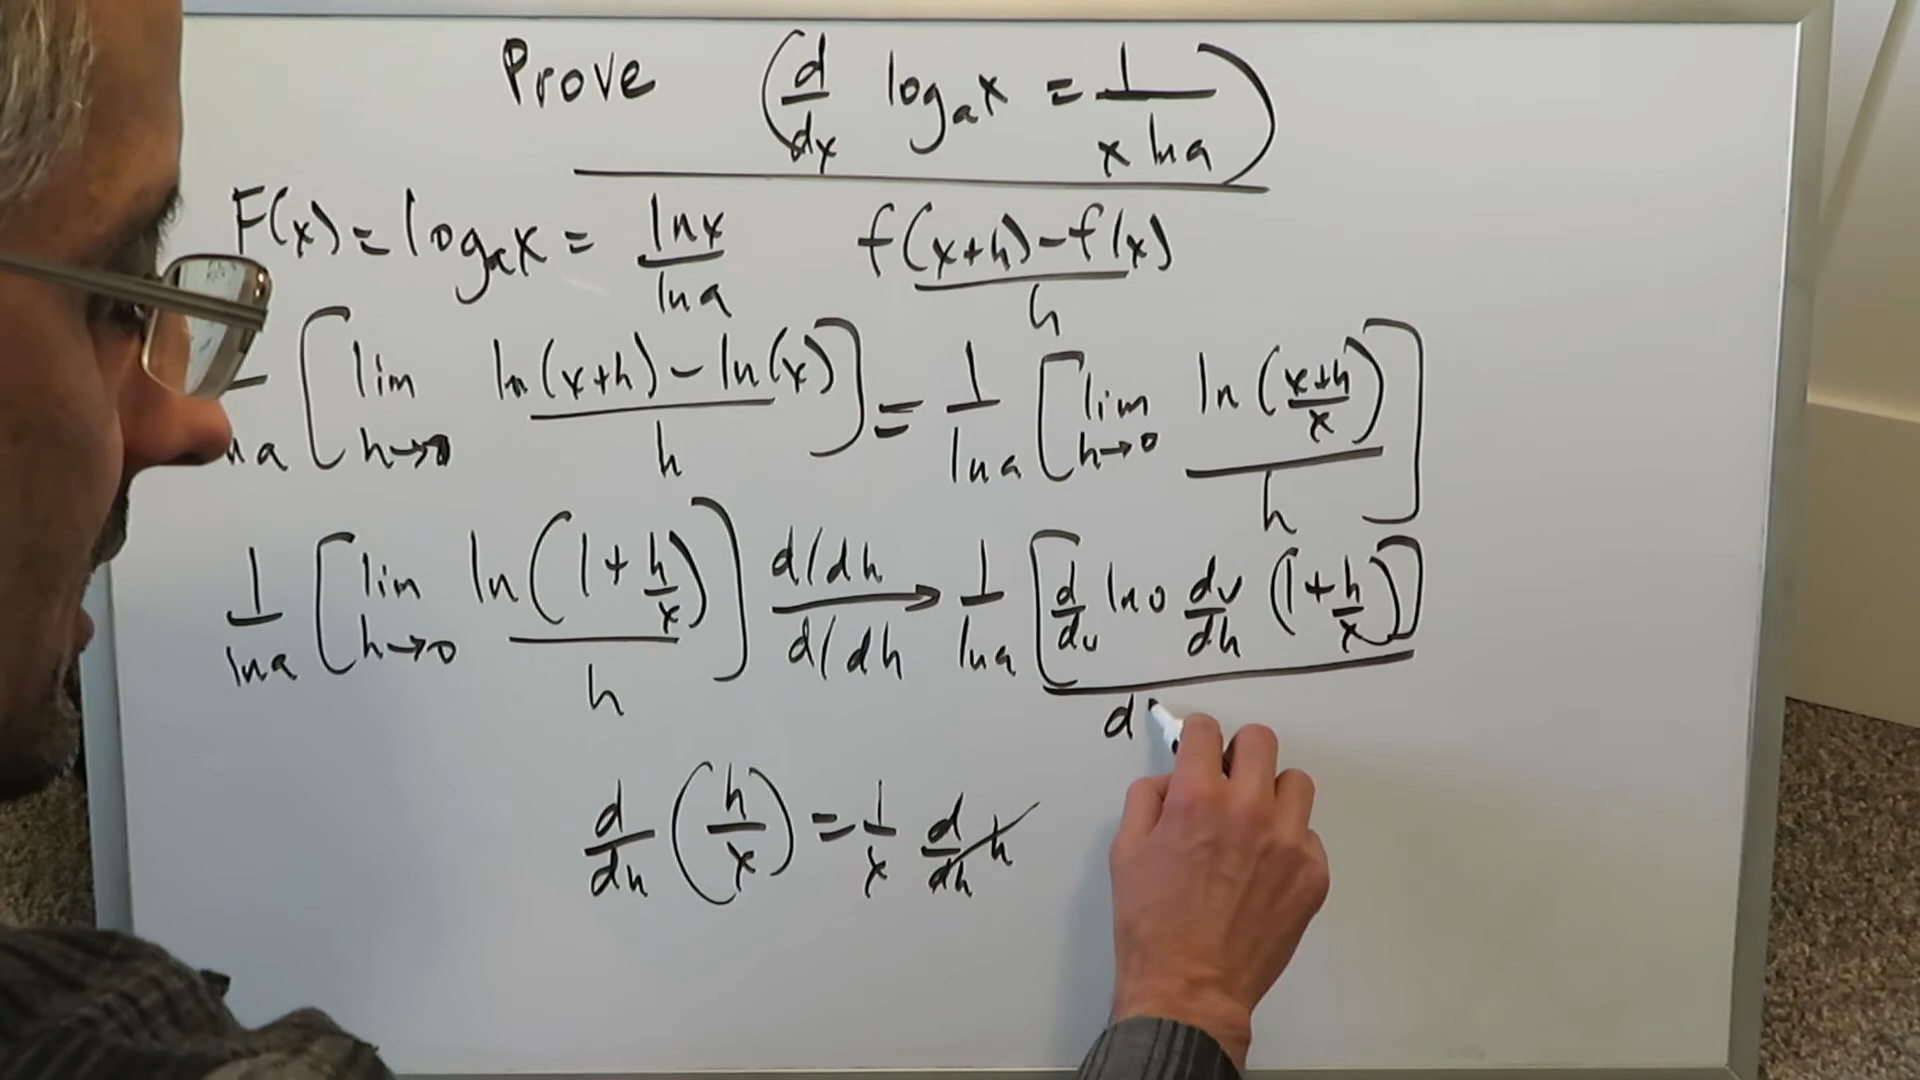 Prove (d/dx log_a x = 1/(x ln a))
F(x) = log_a x = ln x/ln a f(x+h)-f(x)/h
1/ln a [lim h→0 ln(x+h) - ln(x)/h] = 1/ln a [lim h→0 ln(x+h/x)/h]
1/ln a [lim h→0 ln(1+h/x)/h] d/dh / d/dh → 1/ln a [d/du ln u du/dh (1+h/x)]/d
d/dh (h/x) = 1/x d/dh h